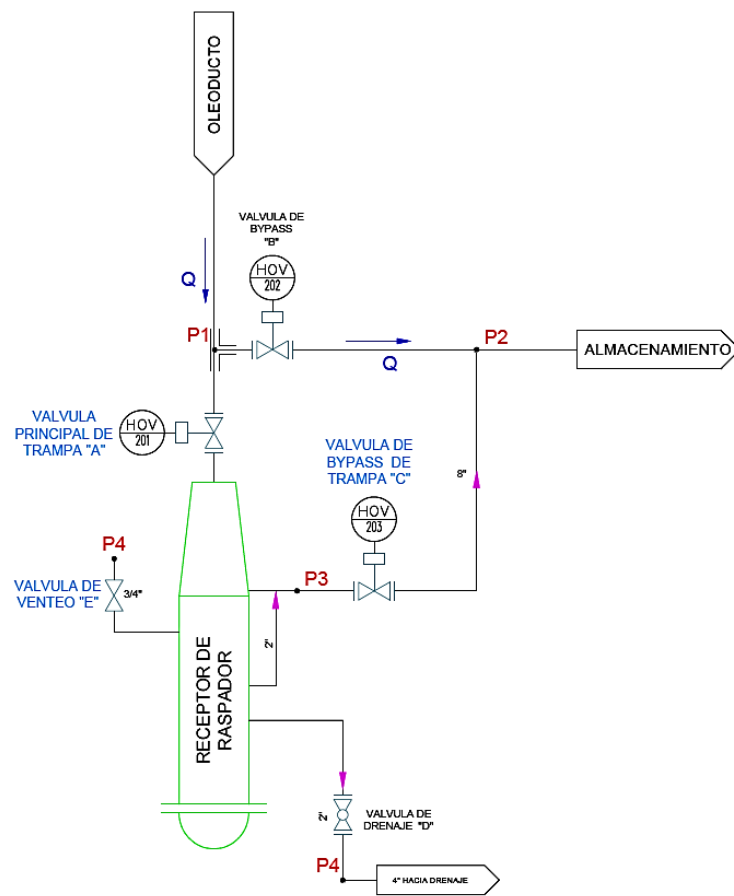 OLEODUCTO
VALVULA DE
BYPASS
"B"
HOV
202
Q
P1
P2
Q
ALMACENAMIENTO
VALVULA
PRINCIPAL DE
TRAMPA "A"
HOV
201
VALVULA DE
BYPASS DE
TRAMPA "C"
HOV
203
8"
P4
VALVULA DE
VENTEO "E"
3/4"
P3
2"
RECEPTOR DE
RASPADOR
2"
VALVULA DE
DRENAJE "D"
P4
4" HACIA DRENAJE